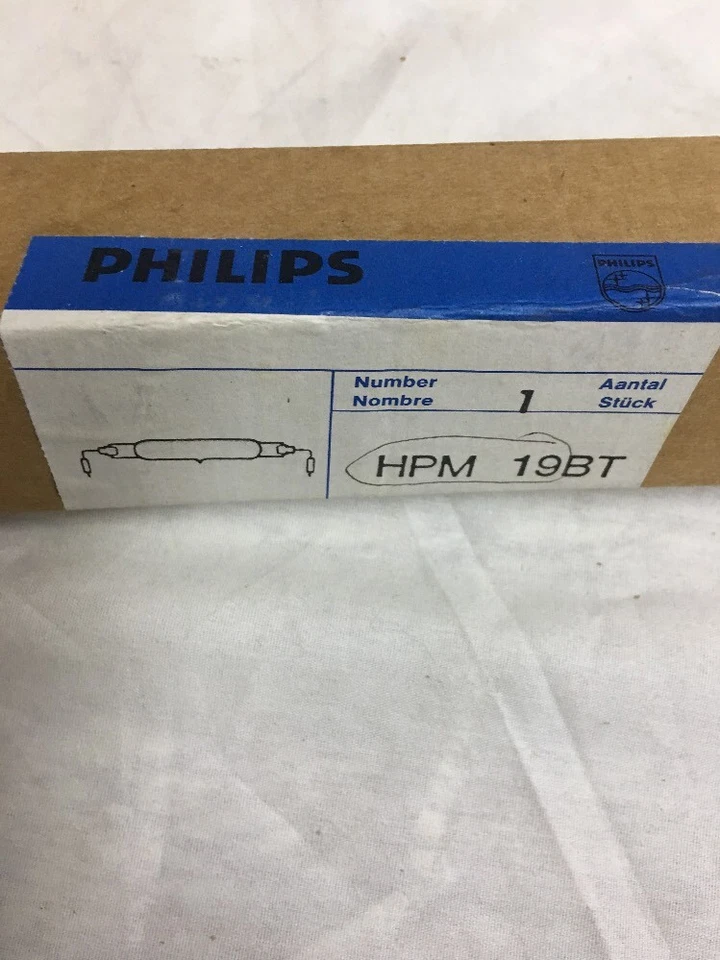 PHILIPS
PHILIPS
Number 1 Aantal
Nombre Stück
HPM 19BT